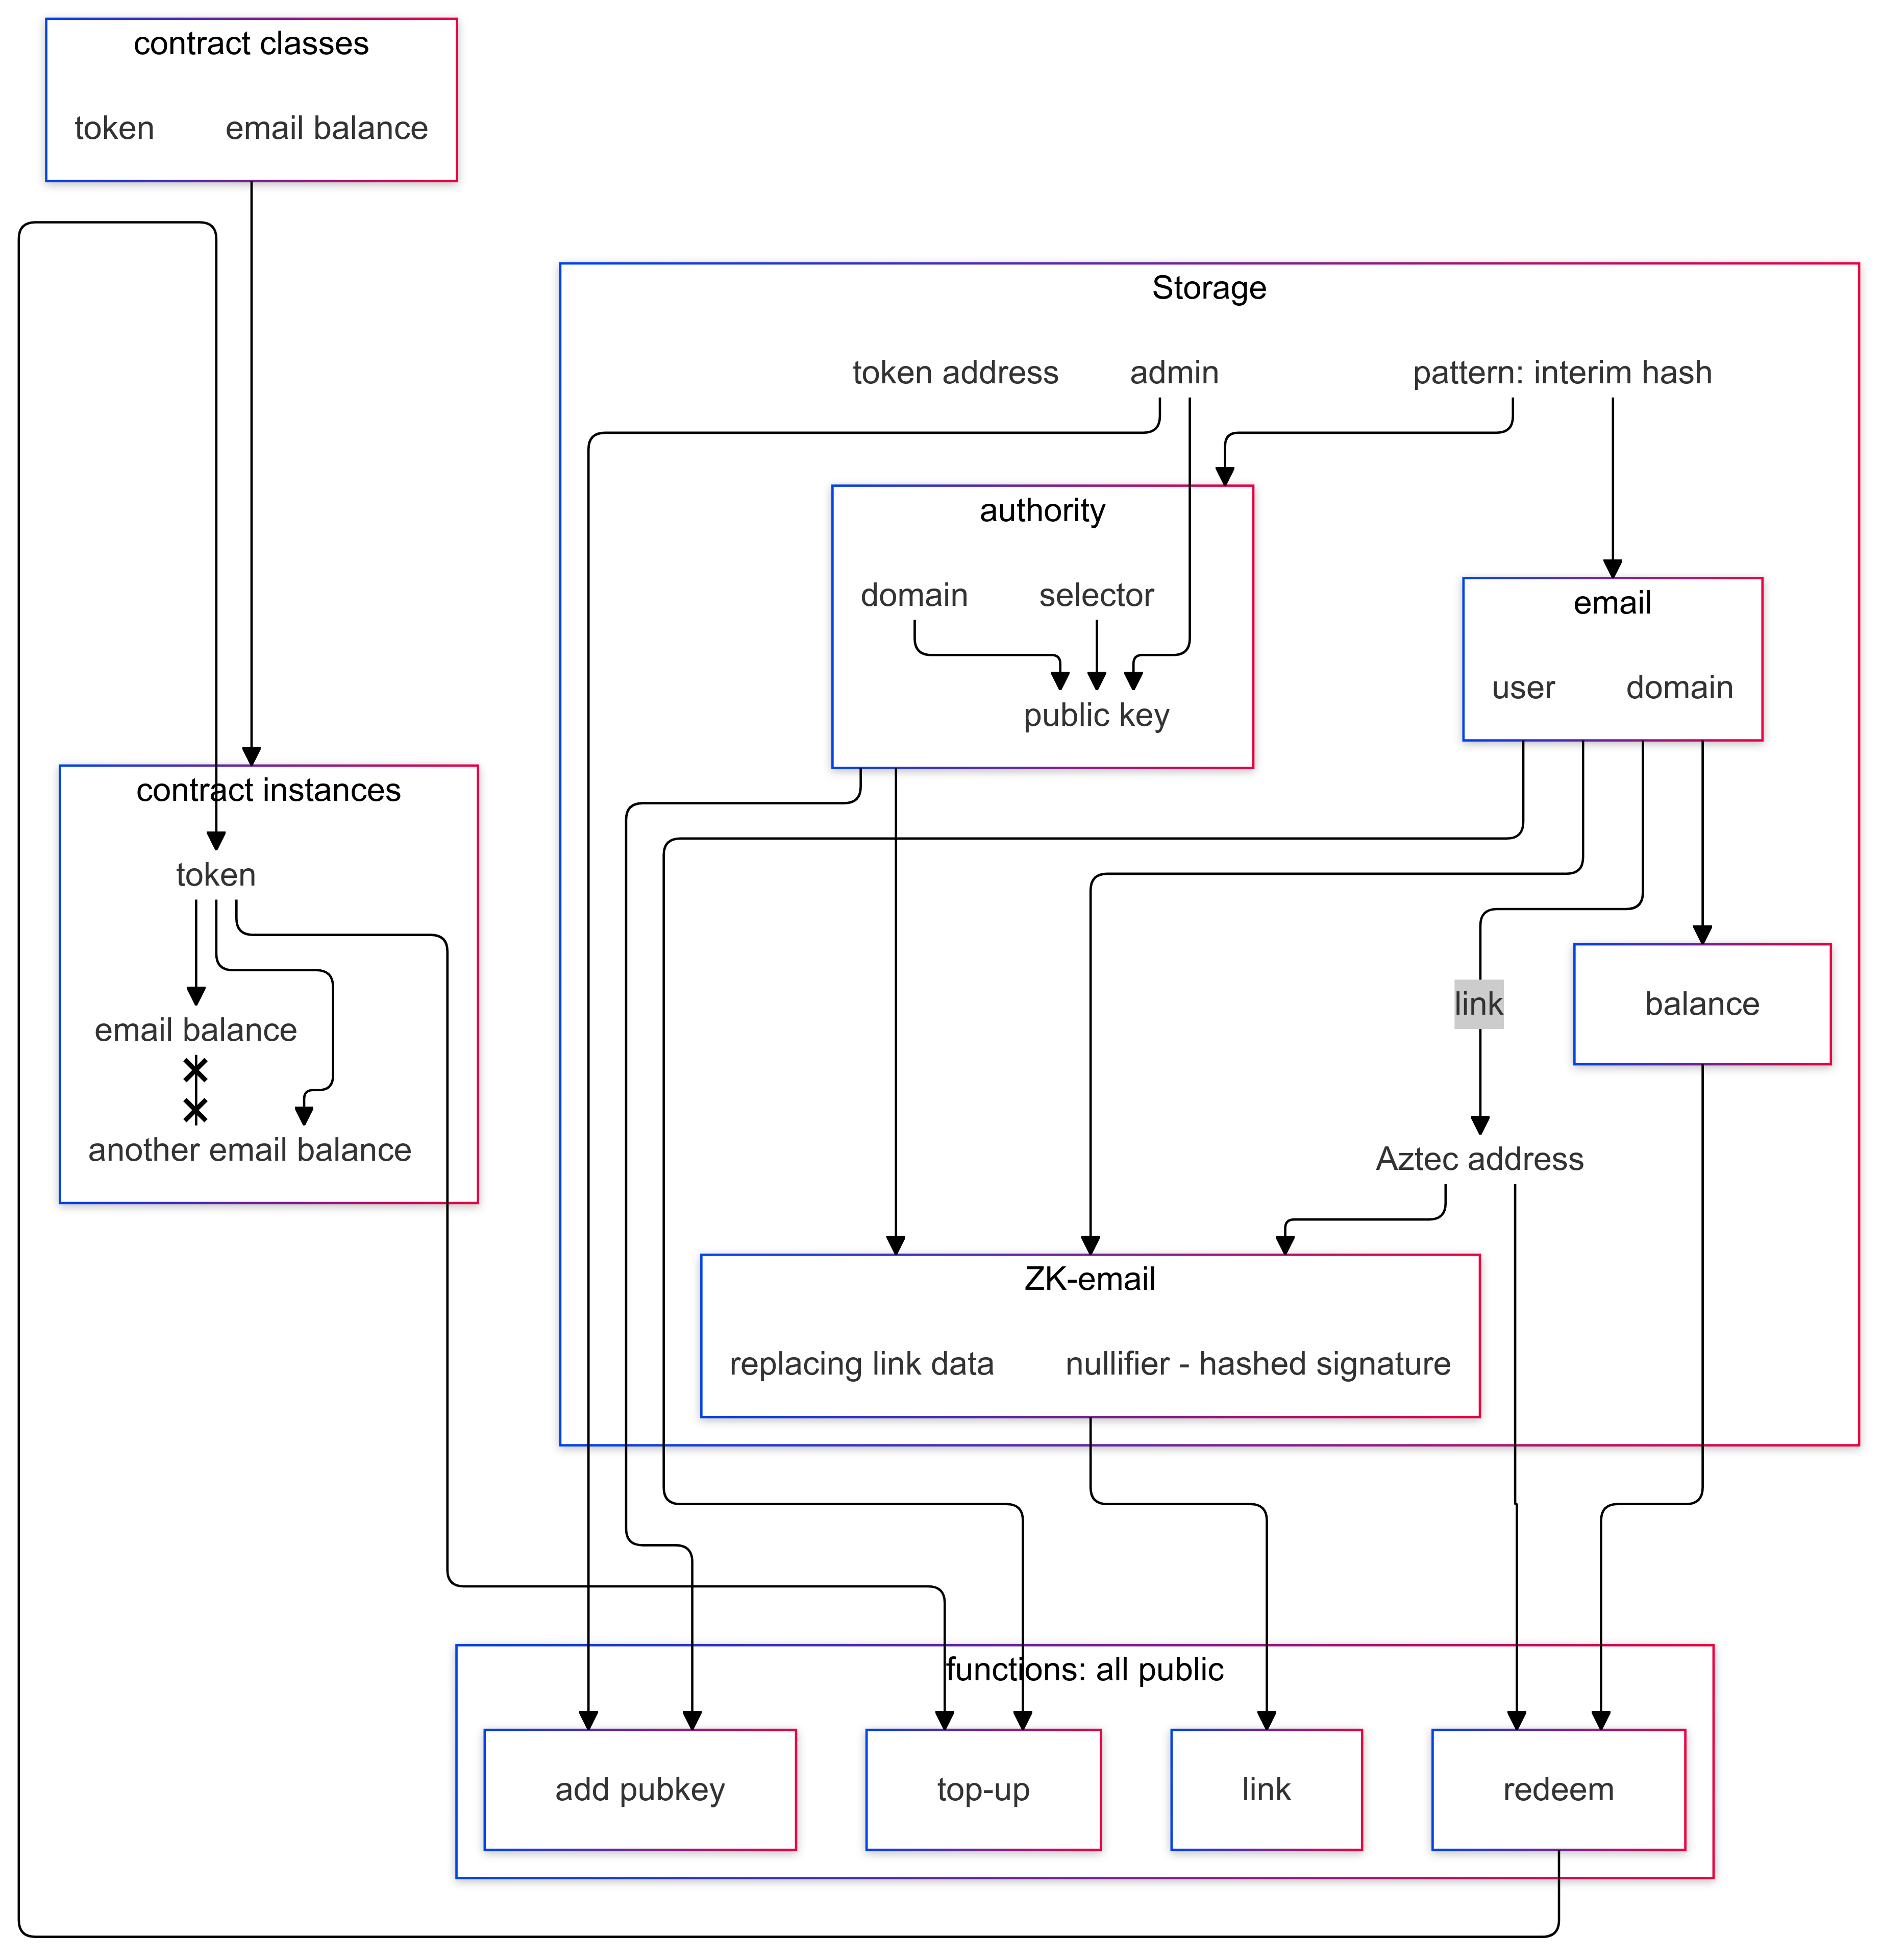 contract classes
token
email balance
Storage
token address
admin
pattern: interim hash
authority
domain
selector
public key
email
user
domain
contract instances
token
email balance
another email balance
link
balance
Aztec address
ZK-email
replacing link data
nullifier - hashed signature
functions: all public
add pubkey
top-up
link
redeem